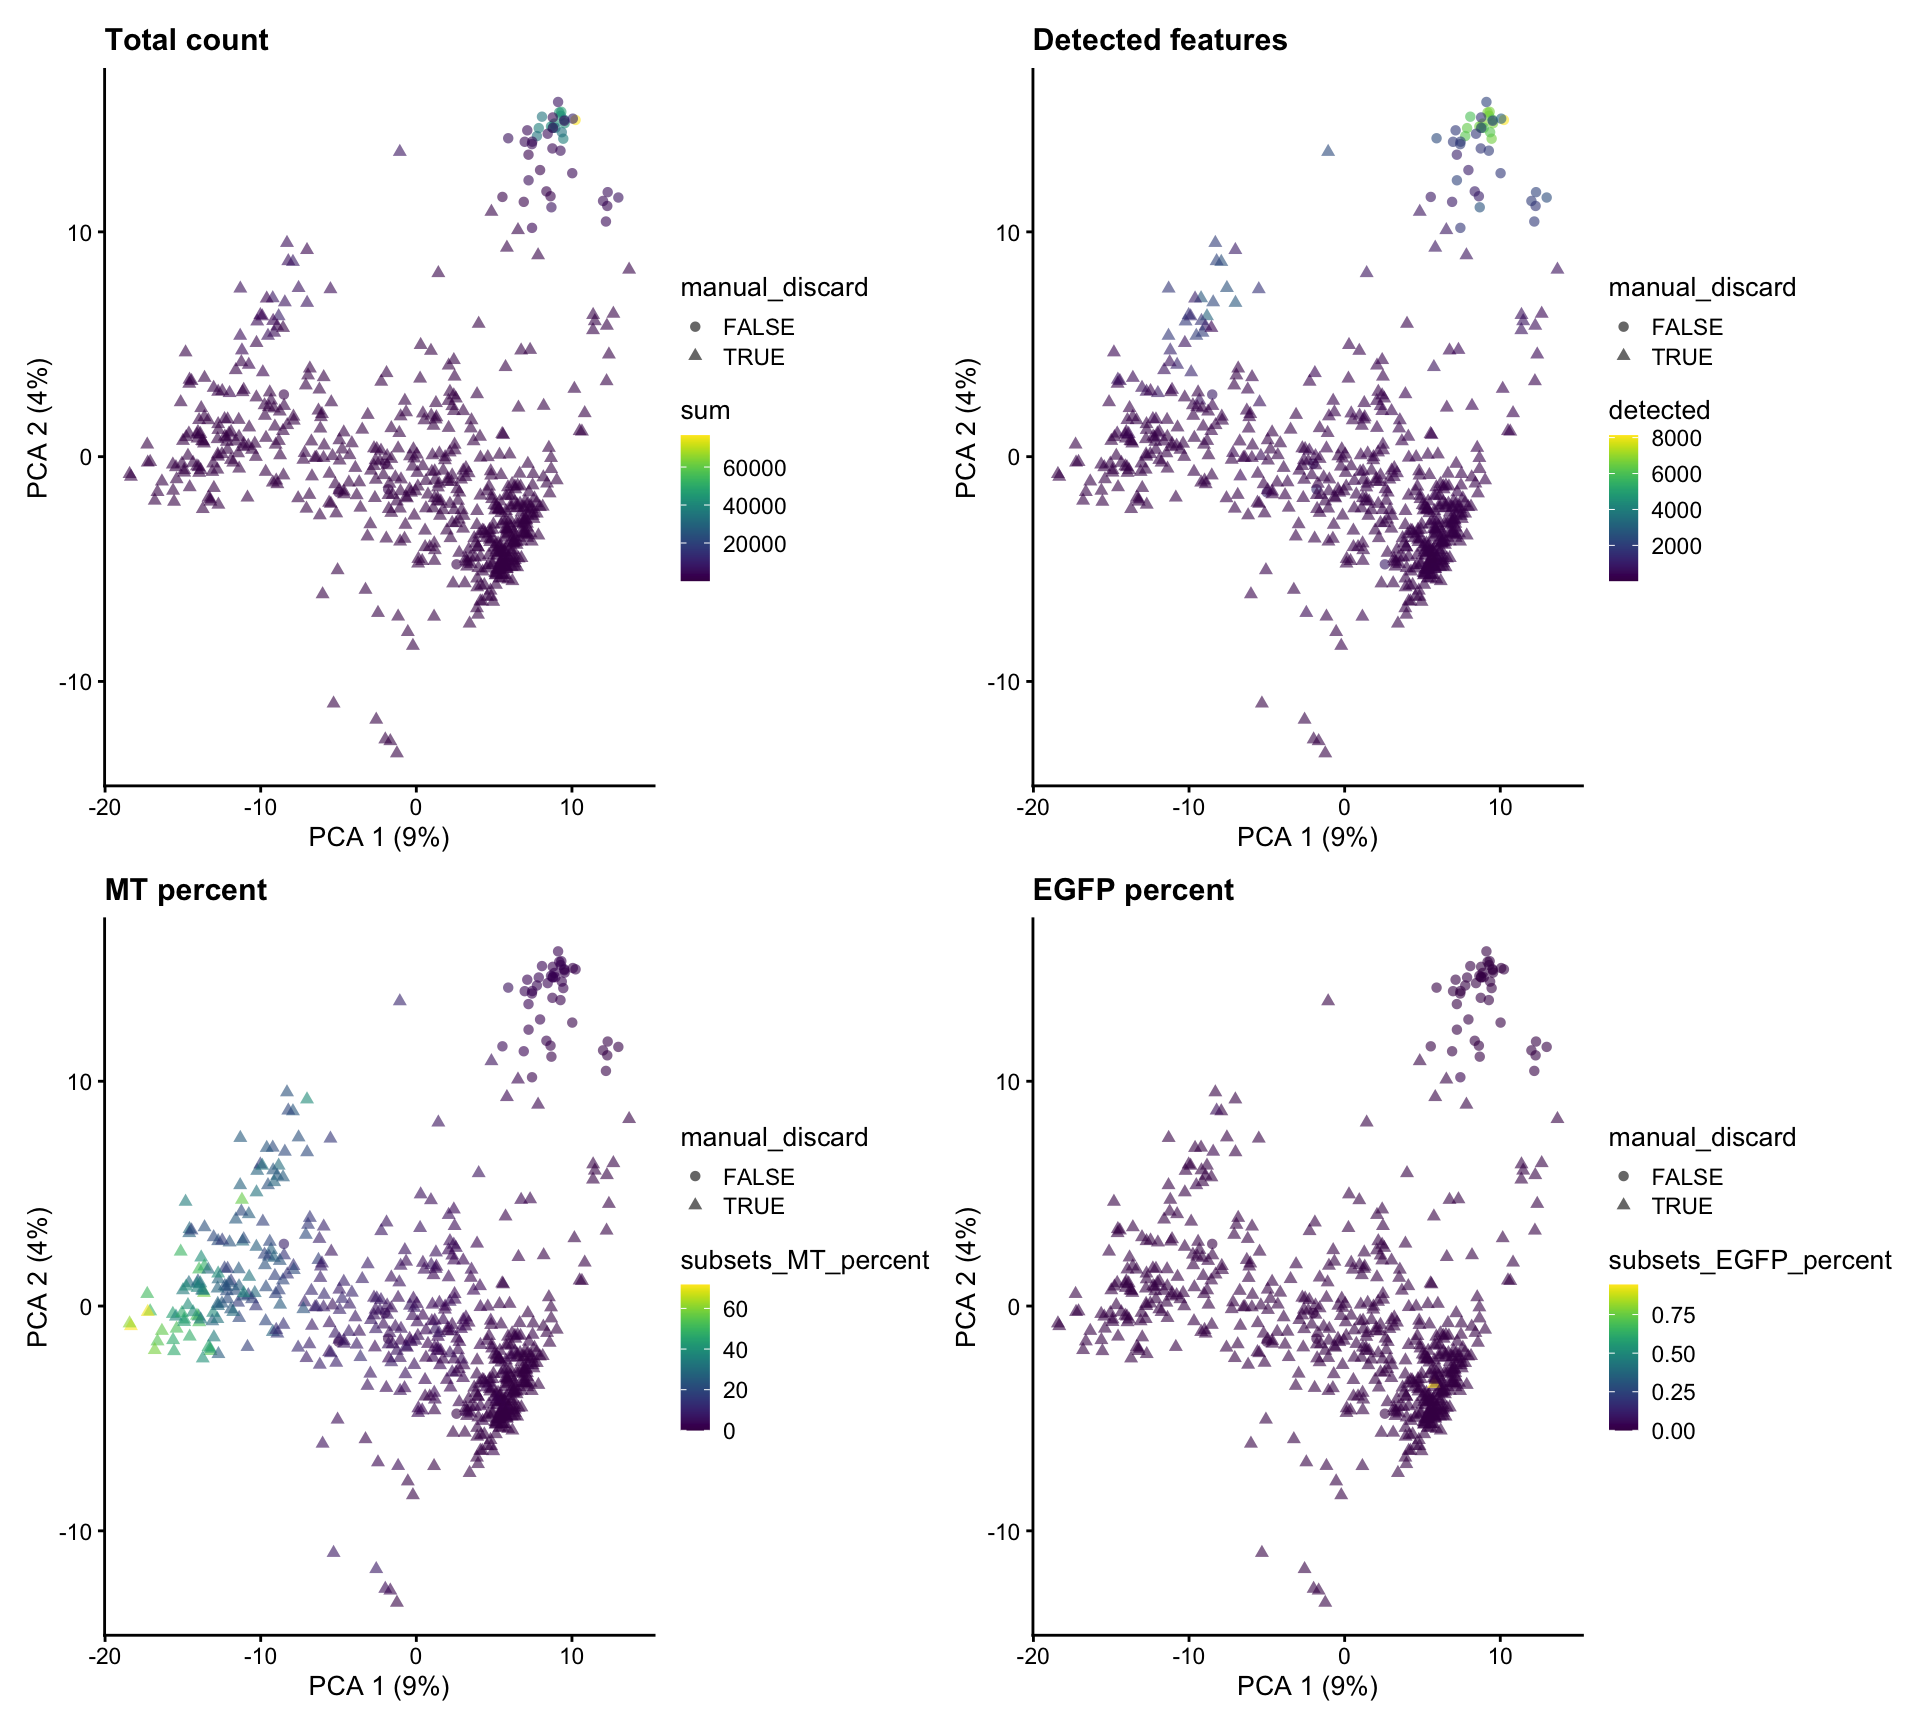 Total count
10
0
-10
-20
-10
0
10
PCA 1 (9%)
PCA 2 (4%)
manual_discard
FALSE
TRUE
sum
60000
40000
20000
Detected features
10
0
-10
-20
-10
0
10
PCA 1 (9%)
PCA 2 (4%)
manual_discard
FALSE
TRUE
detected
8000
6000
4000
2000
MT percent
10
0
-10
-20
-10
0
10
PCA 1 (9%)
PCA 2 (4%)
manual_discard
FALSE
TRUE
subsets_MT_percent
60
40
20
0
EGFP percent
10
0
-10
-20
-10
0
10
PCA 1 (9%)
PCA 2 (4%)
manual_discard
FALSE
TRUE
subsets_EGFP_percent
0.75
0.50
0.25
0.00